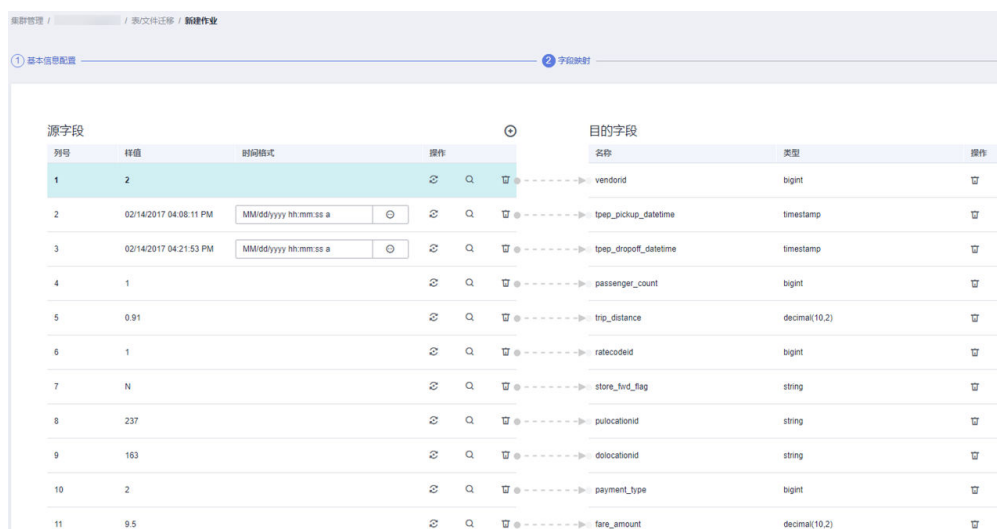 集群管理 / / 表/文件迁移 / 新建作业
1 基本信息配置 2 字段映射
源字段 目的字段
列号 样值 时间格式 操作 名称 类型 操作
1 2 vendorid bigint
2 02/14/2017 04:08:11 PM MM/dd/yyyy hh:mm:ss a tpep_pickup_datetime timestamp
3 02/14/2017 04:21:53 PM MM/dd/yyyy hh:mm:ss a tpep_dropoff_datetime timestamp
4 1 passenger_count bigint
5 0.91 trip_distance decimal(10,2)
6 1 ratecodeid bigint
7 N store_fwd_flag string
8 237 pulocationid string
9 163 dolocationid string
10 2 payment_type bigint
11 9.5 fare_amount decimal(10,2)